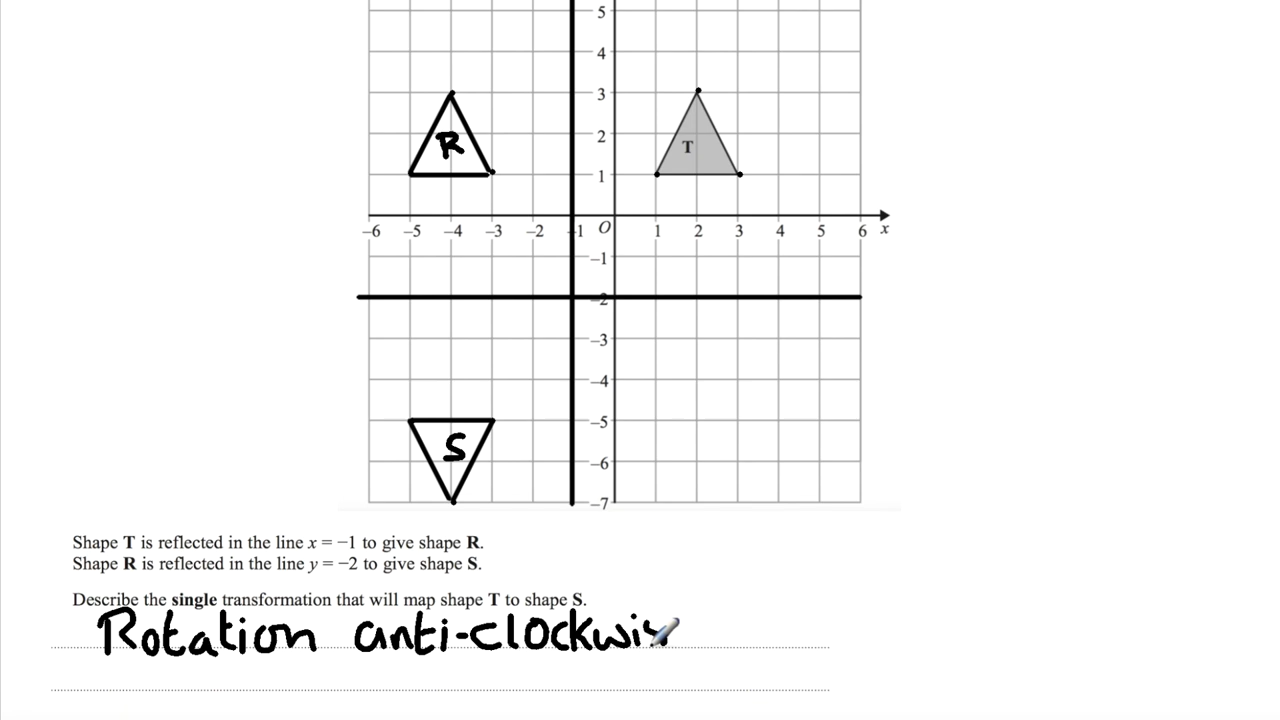 5
4
3
2
1
R
T
-6 -5 -4 -3 -2 -1 O 1 2 3 4 5 6 x
-1
-2
-3
-4
-5
S
-6
-7
Shape T is reflected in the line x = −1 to give shape R.
Shape R is reflected in the line y = −2 to give shape S.
Describe the single transformation that will map shape T to shape S.
Rotation anti-clockwis